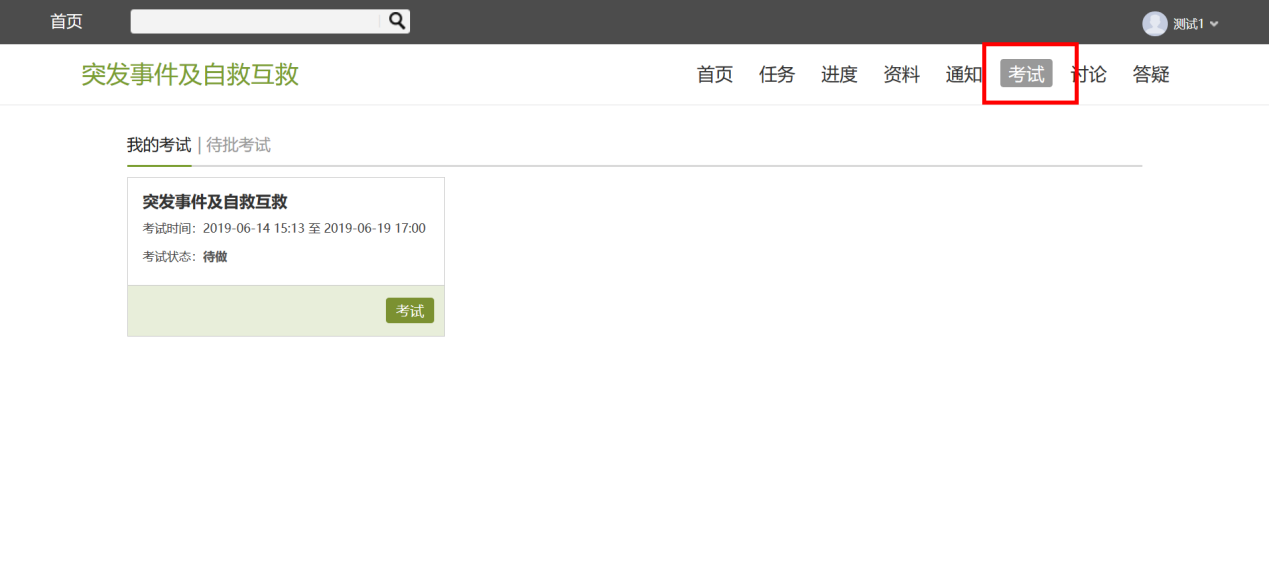 首页
测试1
突发事件及自救互救
首页 任务 进度 资料 通知 考试 讨论 答疑
我的考试 | 待批考试
突发事件及自救互救
考试时间：2019-06-14 15:13 至 2019-06-19 17:00
考试状态：待做
考试